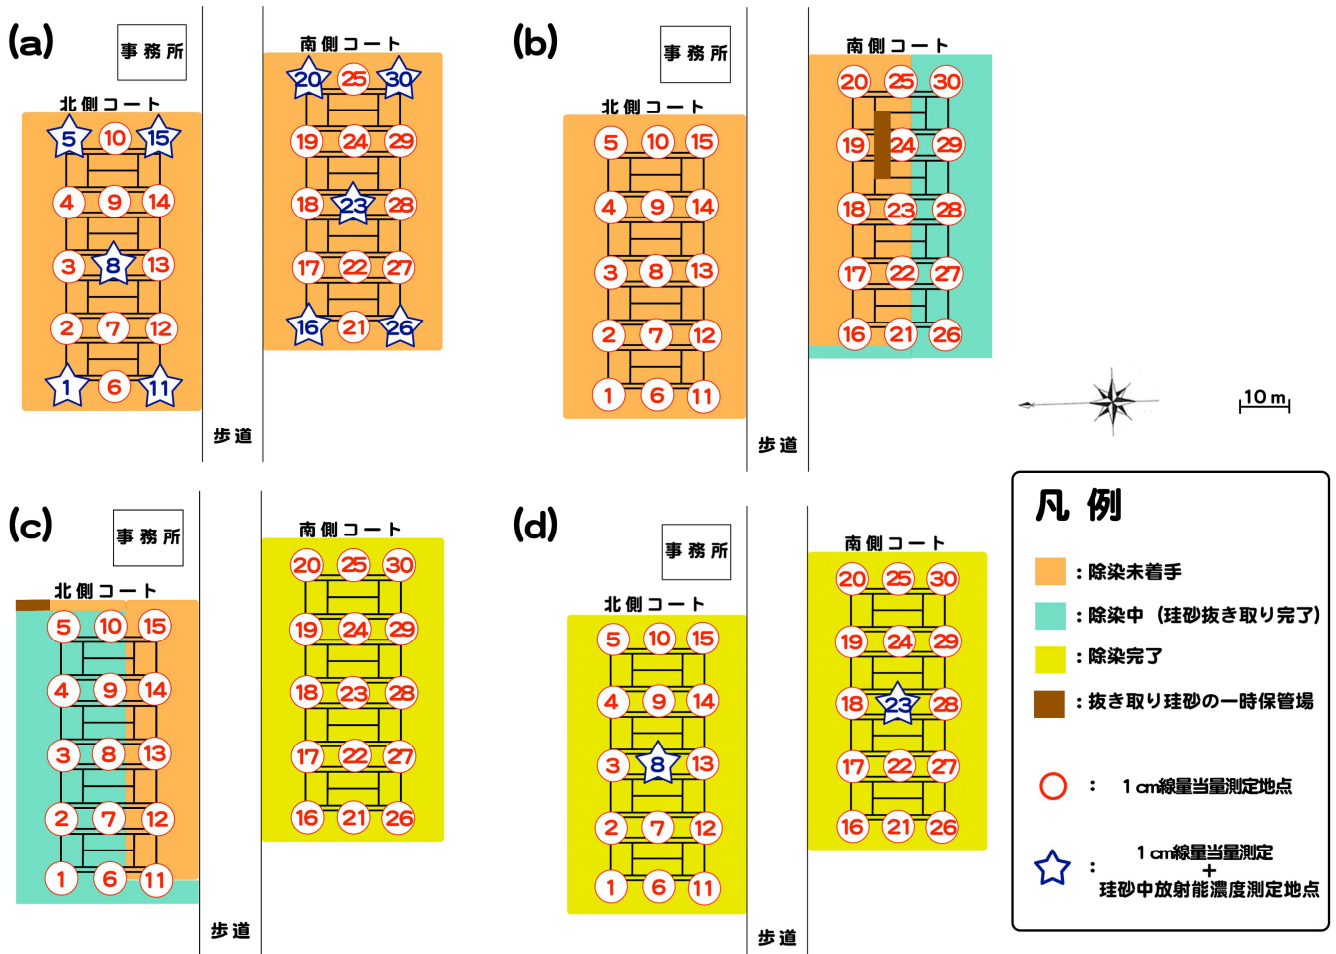 (a)
事務所
北側コート
南側コート
5 10 15
4 9 14
3 8 13
2 7 12
1 6 11
20 25 30
19 24 29
18 23 28
17 22 27
16 21 26
歩道
(b)
事務所
北側コート
南側コート
5 10 15
4 9 14
3 8 13
2 7 12
1 6 11
20 25 30
19 24 29
18 23 28
17 22 27
16 21 26
歩道
10 m
(c)
事務所
北側コート
南側コート
5 10 15
4 9 14
3 8 13
2 7 12
1 6 11
20 25 30
19 24 29
18 23 28
17 22 27
16 21 26
歩道
(d)
事務所
北側コート
南側コート
5 10 15
4 9 14
3 8 13
2 7 12
1 6 11
20 25 30
19 24 29
18 23 28
17 22 27
16 21 26
歩道
凡例
：除染未着手
：除染中（珪砂抜き取り完了）
：除染完了
：抜き取り珪砂の一時保管場
： 1 cm線量当量測定地点
： 1 cm線量当量測定
+
珪砂中放射能濃度測定地点